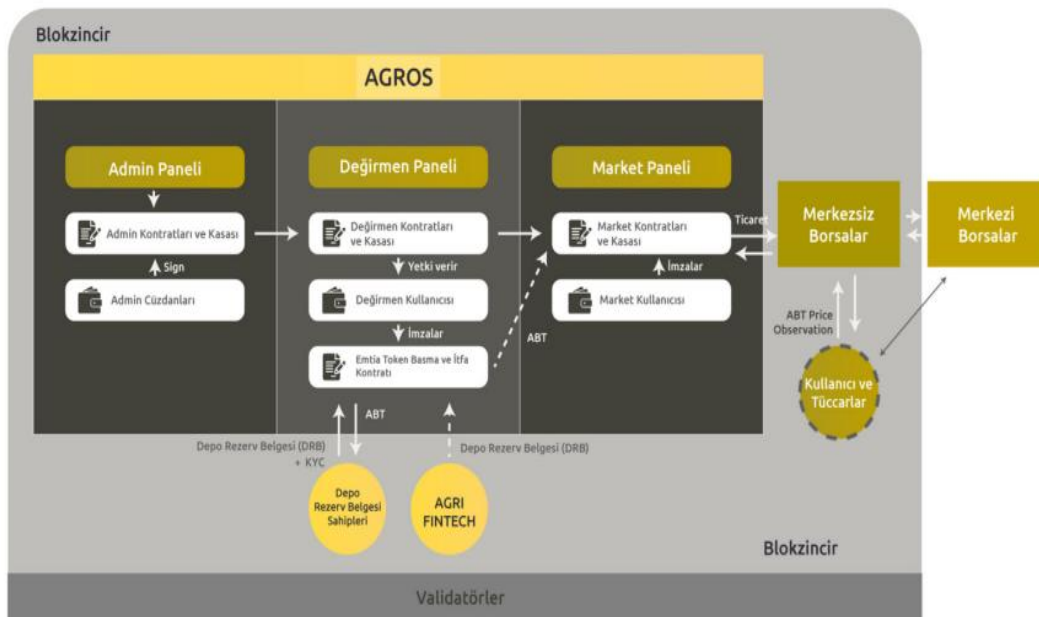 Blokzincir
AGROS
Admin Paneli
Admin Kontratları ve Kasası
Sign
Admin Cüzdanları
Değirmen Paneli
Değirmen Kontratları
ve Kasası
Yetki verir
Değirmen Kullanıcısı
İmzalar
Emtia Token Basma ve İtfa
Kontratı
Market Paneli
Market Kontratları
ve Kasası
İmzalar
Market Kullanıcısı
ABT
Ticaret
Merkezsiz
Borsalar
Merkezi
Borsalar
ABT Price
Observation
Kullanıcı ve
Tüccarlar
ABT
Depo Rezerv Belgesi (DRB)
+ KYC
Depo Rezerv Belgesi (DRB)
Depo
Rezerv Belgesi
Sahipleri
AGRI
FINTECH
Blokzincir
Validatörler